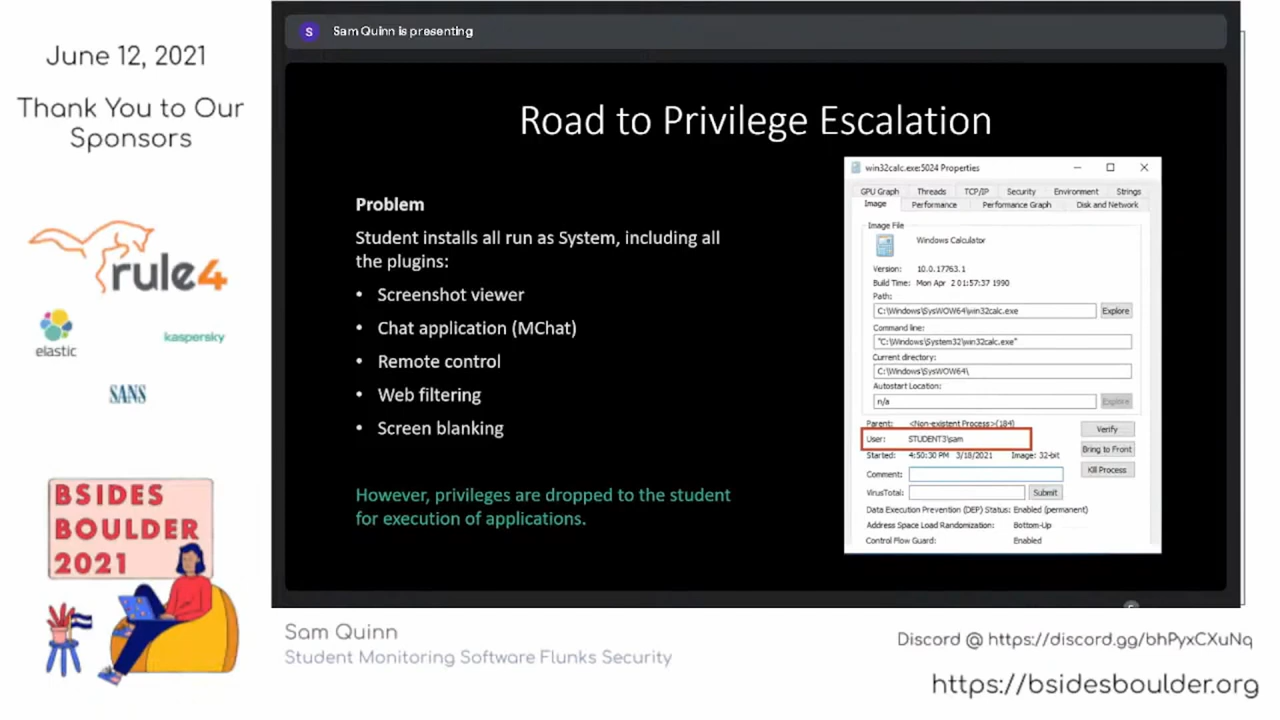 June 12, 2021
Thank You to Our
Sponsors
rule4
elastic
kaspersky
SANS
BSIDES
BOULDER
2021
S
Sam Quinn is presenting
Road to Privilege Escalation
Problem
Student installs all run as System, including all
the plugins:
• Screenshot viewer
• Chat application (MChat)
• Remote control
• Web filtering
• Screen blanking
However, privileges are dropped to the student
for execution of applications.
win32calc.exe:5024 Properties
GPU Graph Threads TCP/IP Security Environment Strings
Image Performance Performance Graph Disk and Network
Image File
Windows Calculator
Version: 10.0.17763.1
Build Time: Mon Apr 2 01:57:37 1990
Path:
C:\Windows\SysWOW64\win32calc.exe Explore
Command line:
"C:\Windows\System32\win32calc.exe"
Current directory:
C:\Windows\SysWOW64\
Autostart Location:
n/a Explore
Parent: <Non-existent Process>(184) Verify
User: STUDENT3\sam
Started: 4:50:30 PM 3/18/2021 Image: 32-bit Bring to Front
Comment: Kill Process
VirusTotal: Submit
Data Execution Prevention (DEP) Status: Enabled (permanent)
Address Space Load Randomization: Bottom-Up
Control Flow Guard: Enabled
Sam Quinn
Student Monitoring Software Flunks Security
Discord @ https://discord.gg/bhPyxCXuNq
https://bsidesboulder.org